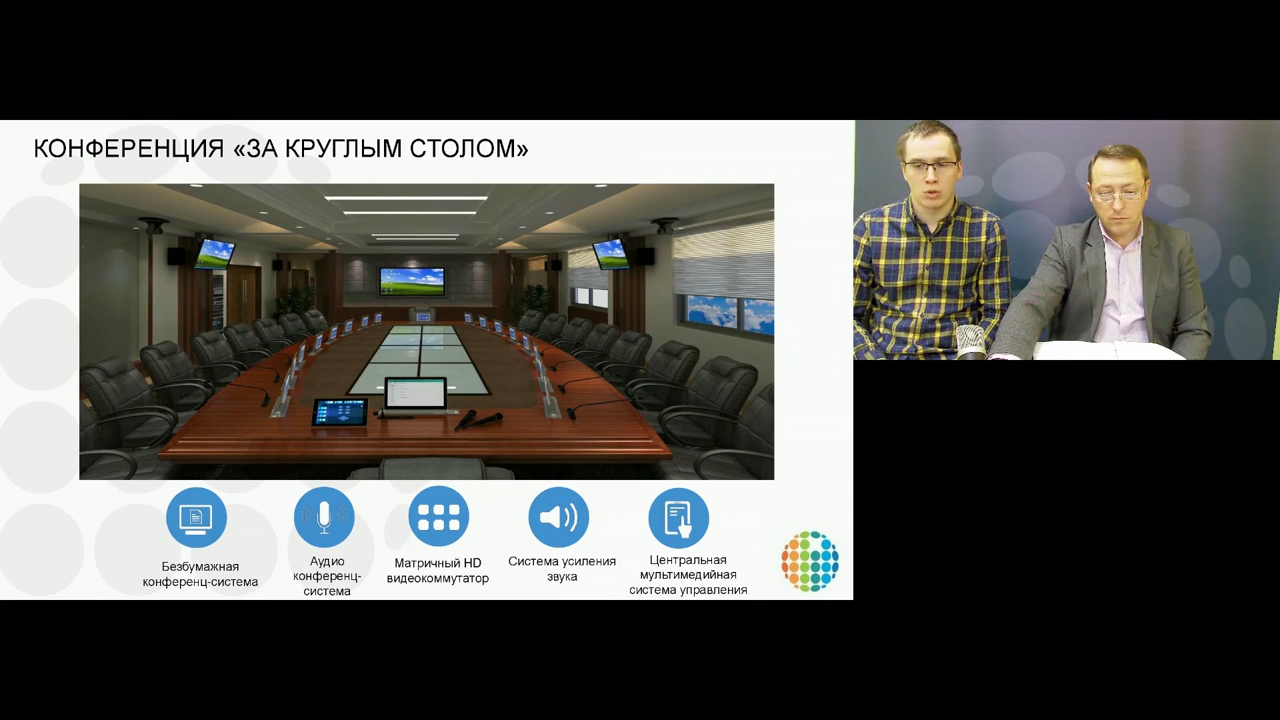 КОНФЕРЕНЦИЯ «ЗА КРУГЛЫМ СТОЛОМ»
Безбумажная
конференц-система
Аудио
конференц-
система
Матричный HD
видеокоммутатор
Система усиления
звука
Центральная
мультимедийная
система управления